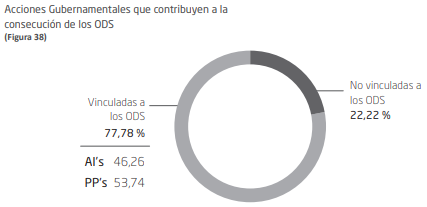 Acciones Gubernamentales que contribuyen a la
consecución de los ODS
(Figura 38)
Vinculadas a
los ODS
77,78 %
AI's 46,26
PP's 53,74
No vinculadas a
los ODS
22,22 %